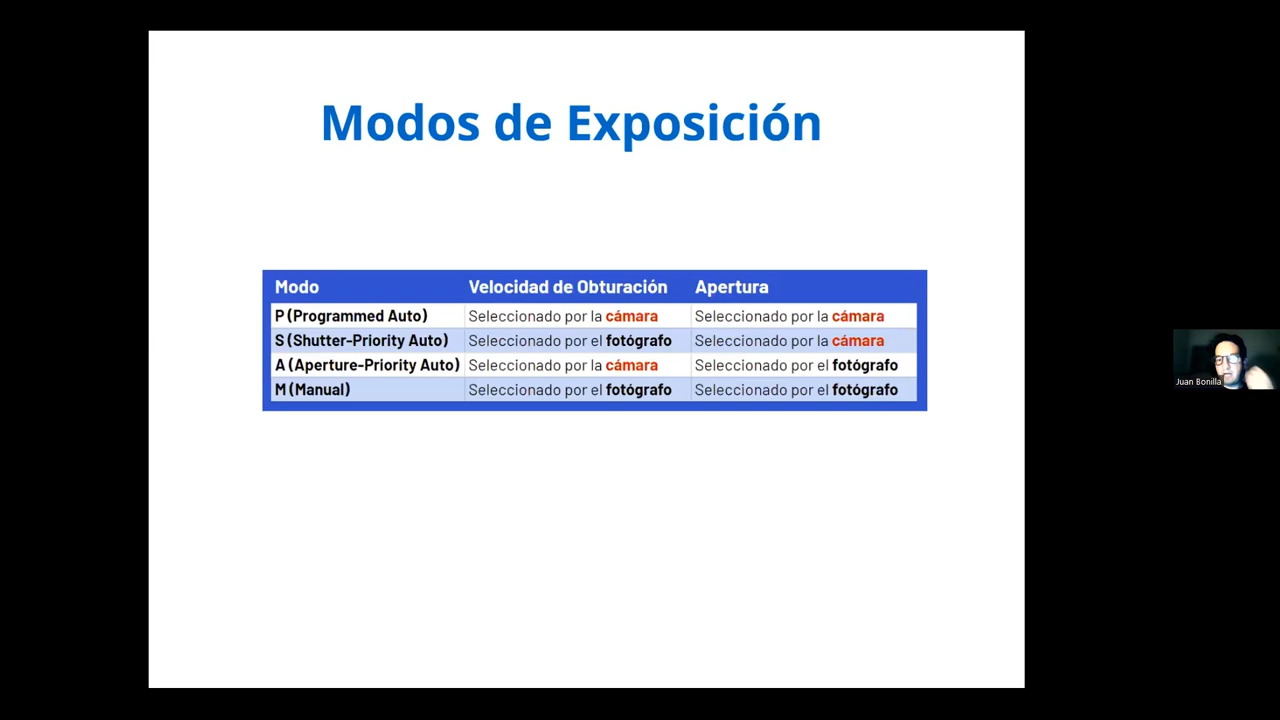 Modos de Exposición
Modo Velocidad de Obturación Apertura
P (Programmed Auto) Seleccionado por la cámara Seleccionado por la cámara
S (Shutter-Priority Auto) Seleccionado por el fotógrafo Seleccionado por la cámara
A (Aperture-Priority Auto) Seleccionado por la cámara Seleccionado por el fotógrafo
M (Manual) Seleccionado por el fotógrafo Seleccionado por el fotógrafo
Juan Bonilla